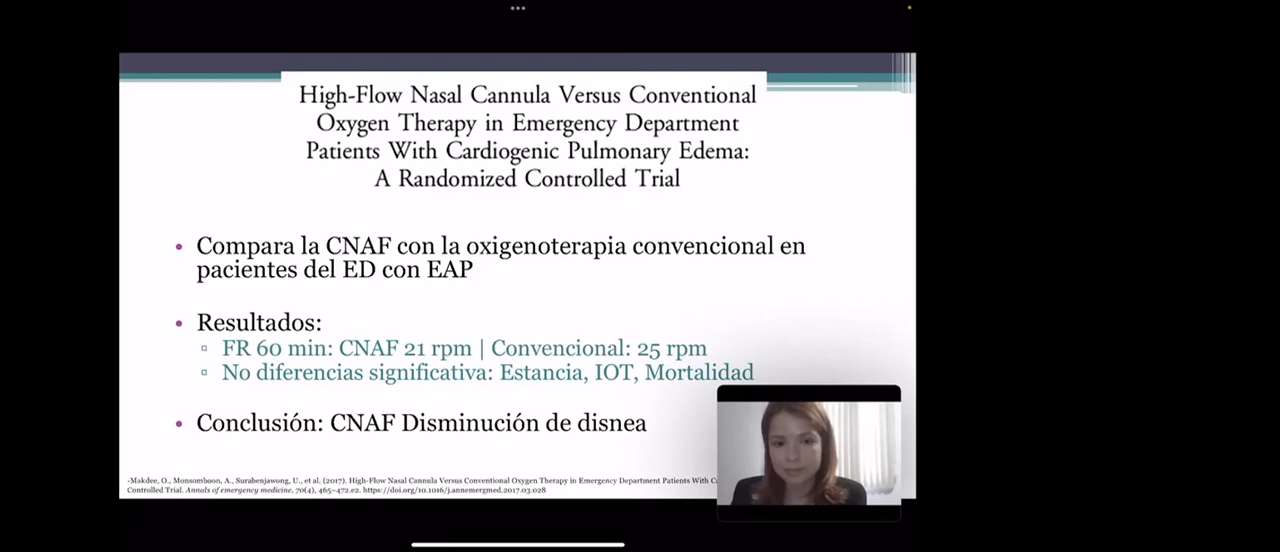 High-Flow Nasal Cannula Versus Conventional
Oxygen Therapy in Emergency Department
Patients With Cardiogenic Pulmonary Edema:
A Randomized Controlled Trial
• Compara la CNAF con la oxigenoterapia convencional en
pacientes del ED con EAP
• Resultados:
▫ FR 60 min: CNAF 21 rpm | Convencional: 25 rpm
▫ No diferencias significativa: Estancia, IOT, Mortalidad
• Conclusión: CNAF Disminución de disnea
-Makdee, O., Monsomboon, A., Surabenjawong, U., et al. (2017). High-Flow Nasal Cannula Versus Conventional Oxygen Therapy in Emergency Department Patients With
Controlled Trial. Annals of emergency medicine, 70(4), 465–472.e2. https://doi.org/10.1016/j.annemergmed.2017.03.028